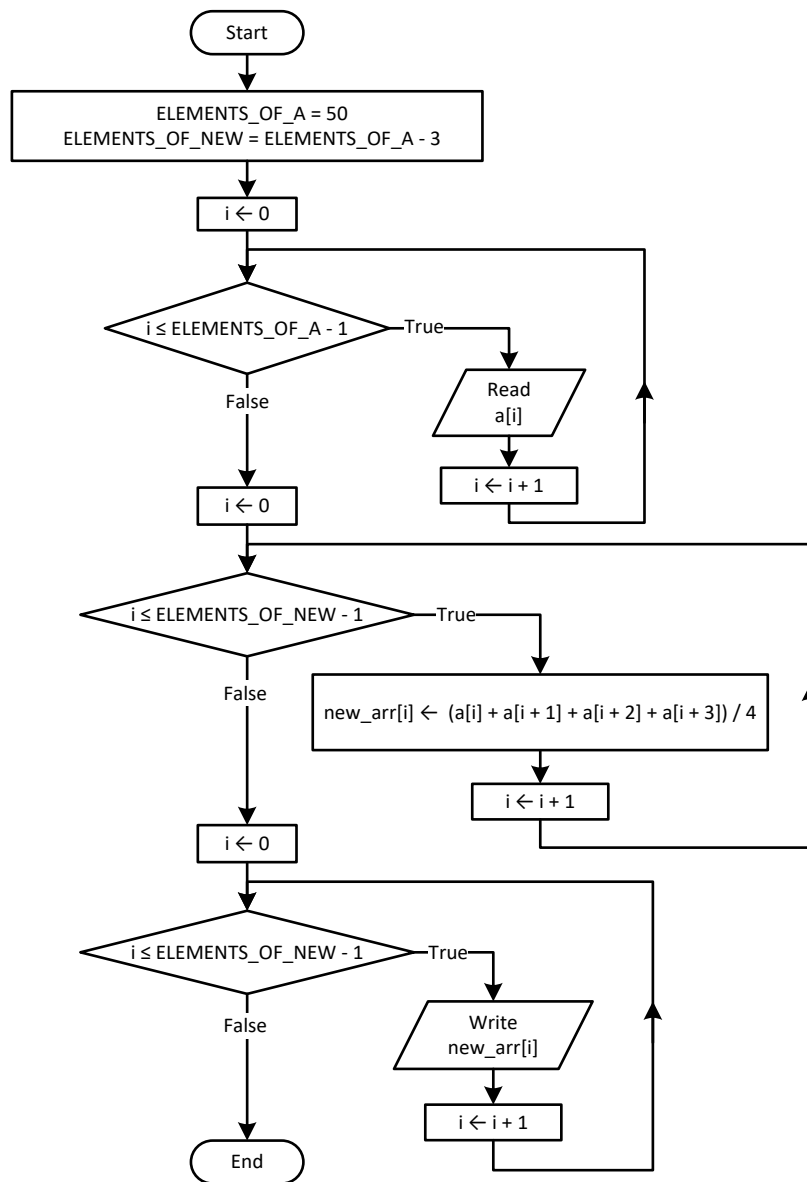 Start
ELEMENTS_OF_A = 50
ELEMENTS_OF_NEW = ELEMENTS_OF_A - 3
i ← 0
i ≤ ELEMENTS_OF_A - 1
True
Read
a[i]
False
i ← i + 1
i ← 0
i ≤ ELEMENTS_OF_NEW - 1
True
False
new_arr[i] ← (a[i] + a[i + 1] + a[i + 2] + a[i + 3]) / 4
i ← i + 1
i ← 0
i ≤ ELEMENTS_OF_NEW - 1
True
False
Write
new_arr[i]
i ← i + 1
End